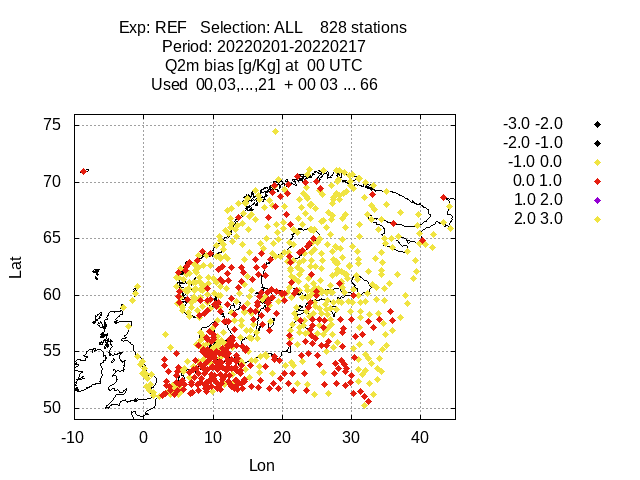 Exp: REF   Selection: ALL    828 stations
Period: 20220201-20220217
Q2m bias [g/Kg] at  00 UTC
Used  00,03,...,21  + 00 03 ... 66
-3.0 -2.0
-2.0 -1.0
-1.0 0.0
0.0 1.0
1.0 2.0
2.0 3.0
75
70
65
60
55
50
Lat
-10 0 10 20 30 40
Lon